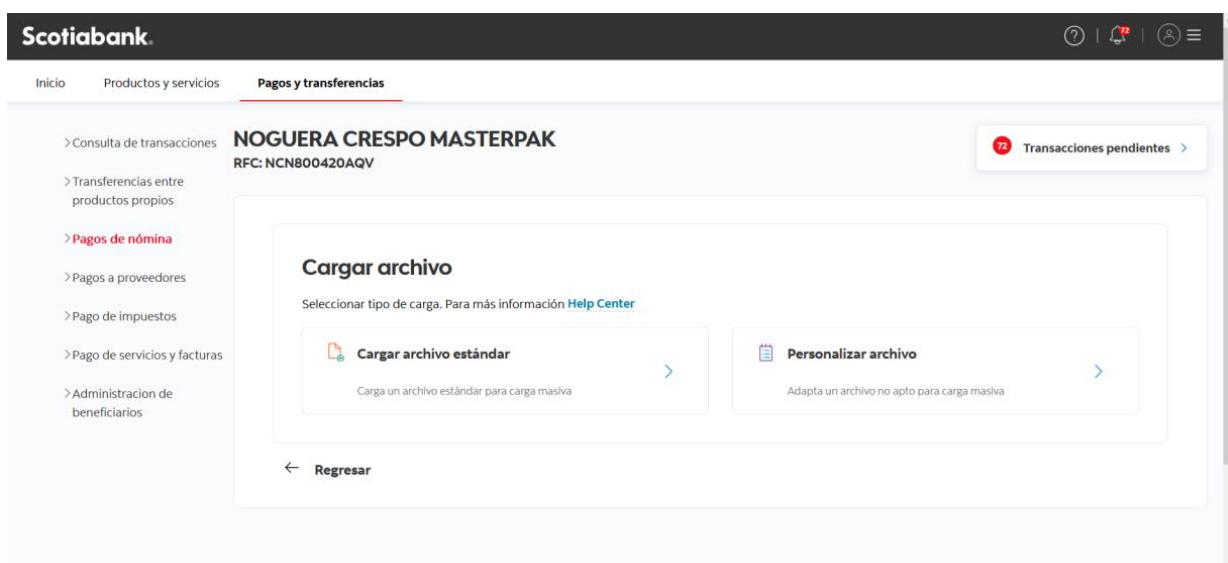 Scotiabank.
72
Inicio
Productos y servicios
Pagos y transferencias
Consulta de transacciones
Transferencias entre
productos propios
Pagos de nómina
Pagos a proveedores
Pago de impuestos
Pago de servicios y facturas
Administracion de
beneficiarios
NOGUERA CRESPO MASTERPAK
RFC: NCN800420AQV
72 Transacciones pendientes
Cargar archivo
Seleccionar tipo de carga. Para más información Help Center
Cargar archivo estándar
Carga un archivo estándar para carga masiva
Personalizar archivo
Adapta un archivo no apto para carga masiva
Regresar